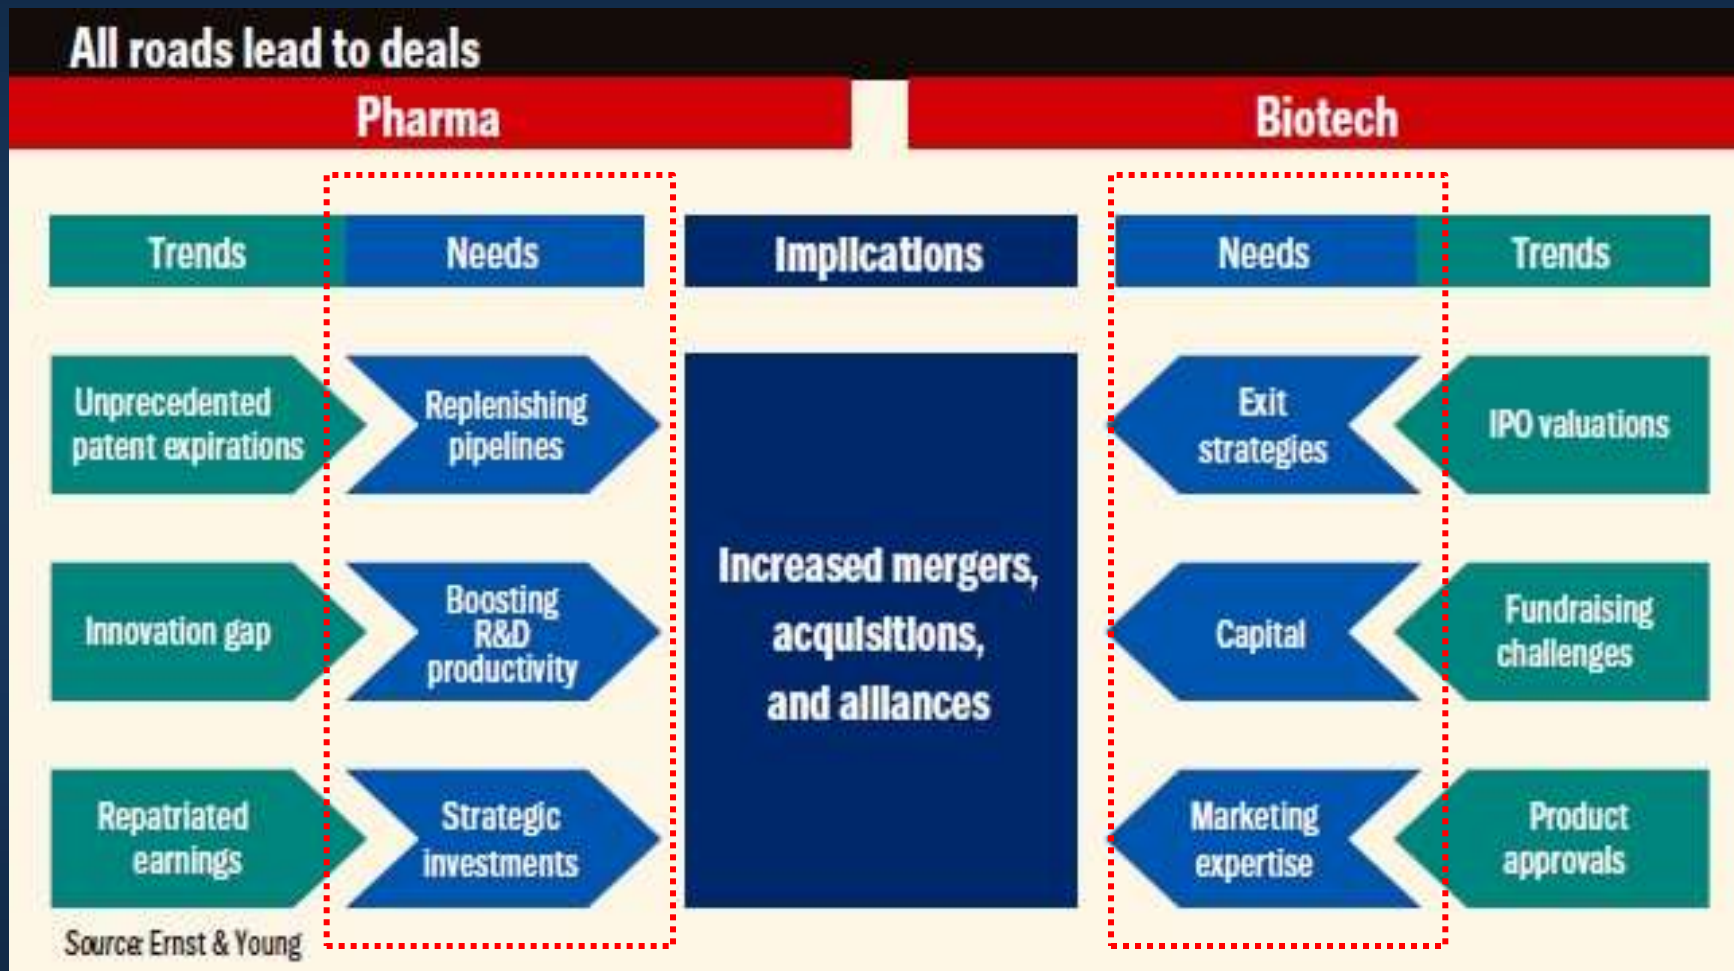 All roads lead to deals
Pharma
Biotech
Trends
Needs
Implications
Needs
Trends
Unprecedented
patent expirations
Replenishing
pipelines
Exit
strategies
IPO valuations
Innovation gap
Boosting
R&D
productivity
Increased mergers,
acquisitions,
and alliances
Capital
Fundraising
challenges
Repatriated
earnings
Strategic
investments
Marketing
expertise
Product
approvals
Source: Ernst & Young